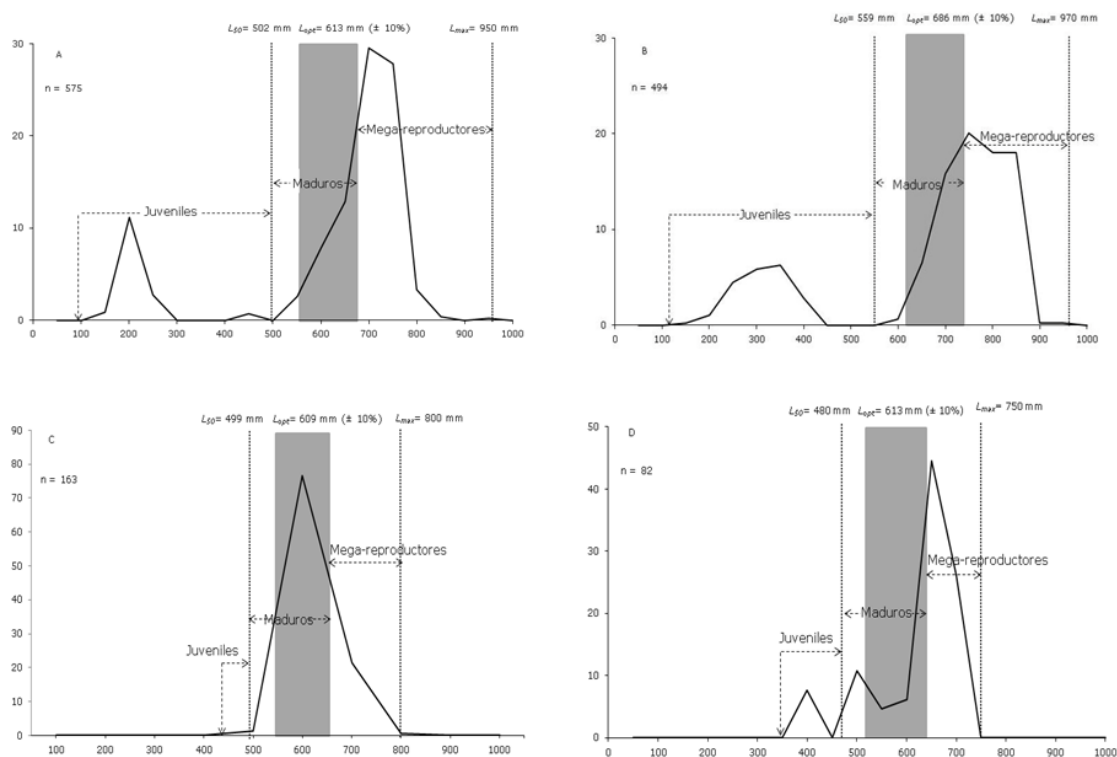 L50= 502 mm Lopt= 613 mm (± 10%) Lmax= 950 mm
A
n = 575
Mega-reproductores
Maduros
Juveniles
30
20
10
0
0 100 200 300 400 500 600 700 800 900 1000
L50= 559 mm Lopt= 686 mm (± 10%) Lmax= 970 mm
B
n = 494
Mega-reproductores
Maduros
Juveniles
30
20
10
0
0 100 200 300 400 500 600 700 800 900 1000
L50= 499 mm Lopt= 609 mm (± 10%) Lmax= 800 mm
C
n = 163
Mega-reproductores
Maduros
Juveniles
90
80
70
60
50
40
30
20
10
0
100 200 300 400 500 600 700 800 900 1000
L50= 480 mm Lopt= 613 mm (± 10%) Lmax= 750 mm
D
n = 82
Mega-reproductores
Maduros
Juveniles
50
40
30
20
10
0
0 100 200 300 400 500 600 700 800 900 1000